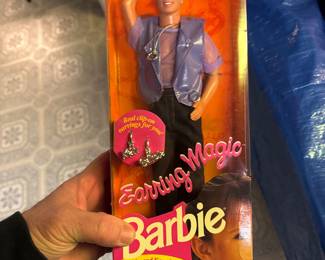 Real clip-on
earrings for you!
Earring Magic
Barbie